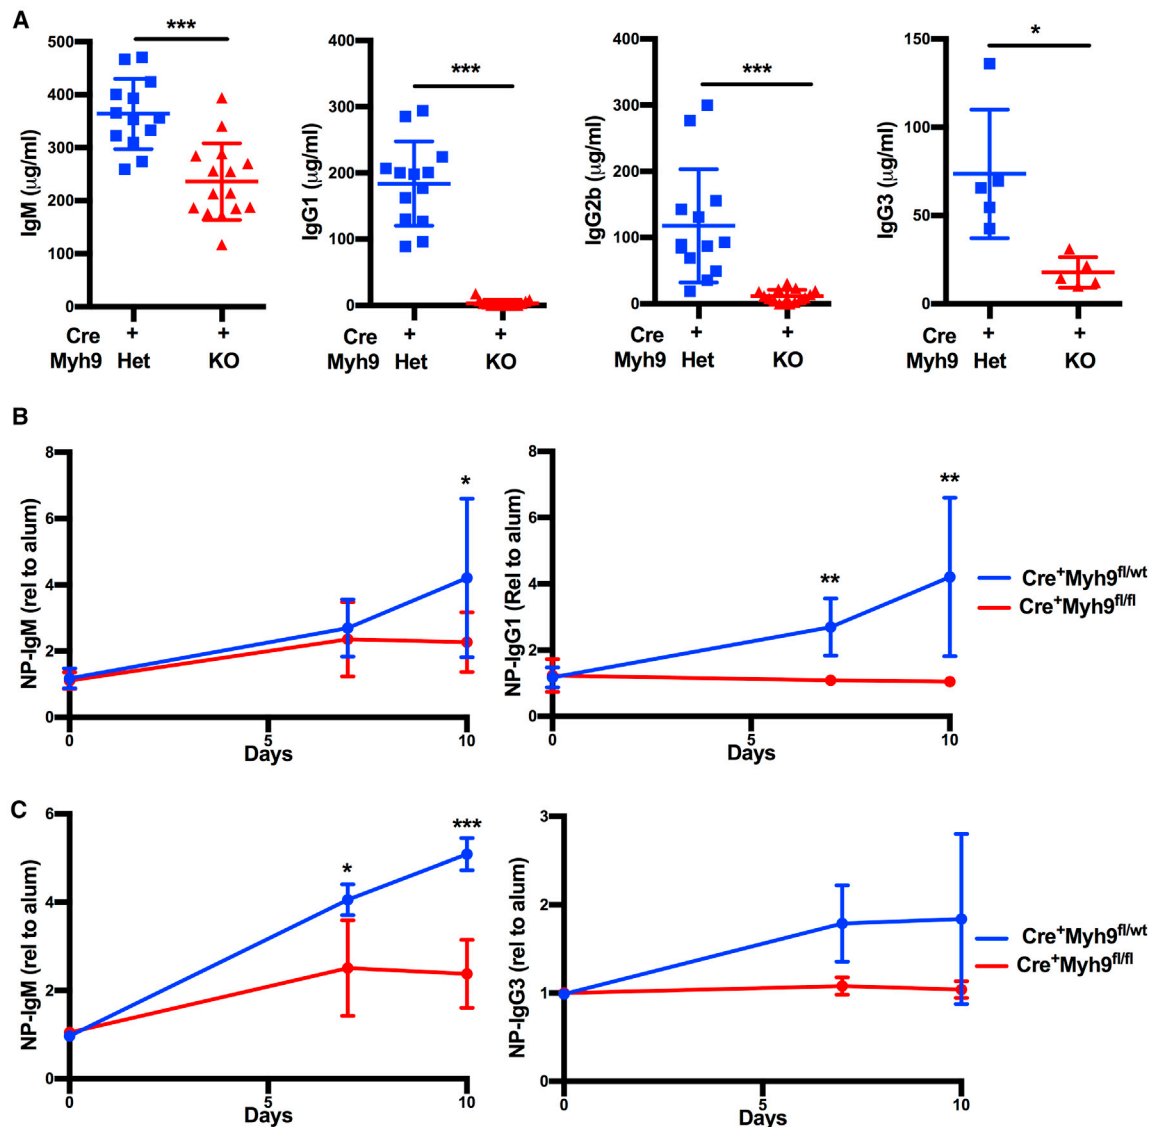 A
***
500
400
300
200
100
0
IgM (μg/ml)
Cre + +
Myh9 Het KO
***
400
300
200
100
0
IgG1 (μg/ml)
Cre + +
Myh9 Het KO
***
400
300
200
100
0
IgG2b (μg/ml)
Cre + +
Myh9 Het KO
*
150
100
50
0
IgG3 (μg/ml)
Cre + +
Myh9 Het KO
B
8
6
4
2
0
NP-IgM (rel to alum)
*
0 5 10
Days
8
6
4
2
0
NP-IgG1 (Rel to alum)
**
**
0 5 10
Days
Cre+Myh9fl/wt
Cre+Myh9fl/fl
C
6
4
2
0
NP-IgM (rel to alum)
*
***
0 5 10
Days
3
2
1
0
NP-IgG3 (rel to alum)
0 5 10
Days
Cre+Myh9fl/wt
Cre+Myh9fl/fl